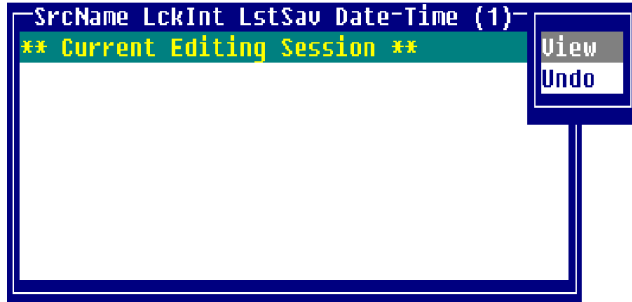 SrcName LckInt LstSav Date-Time (1)
** Current Editing Session **
View
Undo